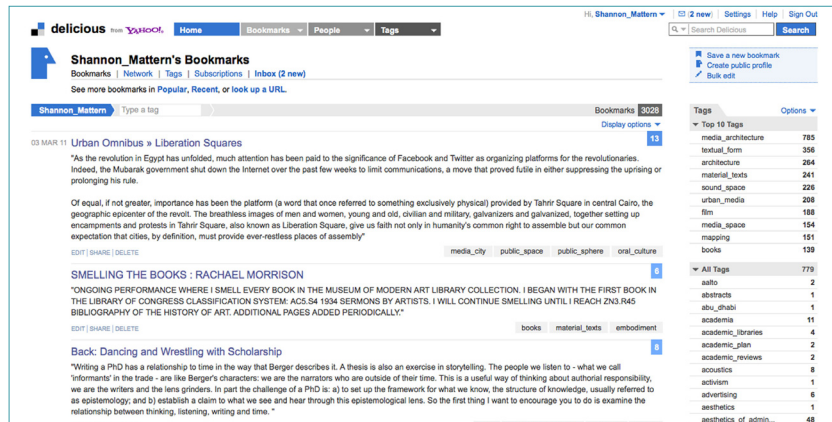 Hi, Shannon_Mattern | (2 new) | Settings | Help | Sign Out
delicious from YAHOO! Home Bookmarks People Tags Search Delicious Search
Shannon_Mattern's Bookmarks
Bookmarks | Network | Tags | Subscriptions | Inbox (2 new)
See more bookmarks in Popular, Recent, or look up a URL.
Save a new bookmark
Create public profile
Bulk edit
Shannon_Mattern Type a tag Bookmarks 3028
Display options
03 MAR 11 Urban Omnibus » Liberation Squares 13
"As the revolution in Egypt has unfolded, much attention has been paid to the significance of Facebook and Twitter as organizing platforms for the revolutionaries.
Indeed, the Mubarak government shut down the Internet over the past few weeks to limit communications, a move that proved futile in either suppressing the uprising or
prolonging his rule.
Of equal, if not greater, importance has been the platform (a word that once referred to something exclusively physical) provided by Tahrir Square in central Cairo, the
geographic epicenter of the revolt. The breathless images of men and women, young and old, civilian and military, galvanizers and galvanized, together setting up
encampments and protests in Tahrir Square, also known as Liberation Square, give us faith not only in humanity's common right to assemble but our common
expectation that cities, by definition, must provide ever-restless places of assembly"
EDIT | SHARE | DELETE media_city public_space public_sphere oral_culture
SMELLING THE BOOKS : RACHAEL MORRISON 6
"ONGOING PERFORMANCE WHERE I SMELL EVERY BOOK IN THE MUSEUM OF MODERN ART LIBRARY COLLECTION. I BEGAN WITH THE FIRST BOOK IN
THE LIBRARY OF CONGRESS CLASSIFICATION SYSTEM: AC5.S4 1934 SERMONS BY ARTISTS. I WILL CONTINUE SMELLING UNTIL I REACH ZN3.R45
BIBLIOGRAPHY OF THE HISTORY OF ART. ADDITIONAL PAGES ADDED PERIODICALLY."
EDIT | SHARE | DELETE books material_texts embodiment
Back: Dancing and Wrestling with Scholarship 8
"Writing a PhD has a relationship to time in the way that Berger describes it. A thesis is also an exercise in storytelling. The people we listen to - what we call
'informants' in the trade - are like Berger's characters: we are the narrators who are outside of their time. This is a useful way of thinking about authorial responsibility,
we are the writers and the lens grinders. In part the challenge of a PhD is: a) to set up the framework for what we know, the structure of knowledge, usually referred to
as epistemology; and b) establish a claim to what we see and hear through this epistemological lens. So the first thing I want to encourage you to do is examine the
relationship between thinking, listening, writing and time. "
Tags Options
Top 10 Tags
media_architecture 785
textual_form 356
architecture 264
material_texts 241
sound_space 226
urban_media 208
film 188
media_space 154
mapping 151
books 139
All Tags 779
aalto 2
abstracts 1
abu_dhabi 1
academia 11
academic_libraries 4
academic_plan 2
academic_reviews 2
acoustics 8
activism 1
advertising 6
aesthetics 1
aesthetics_of_admin... 48